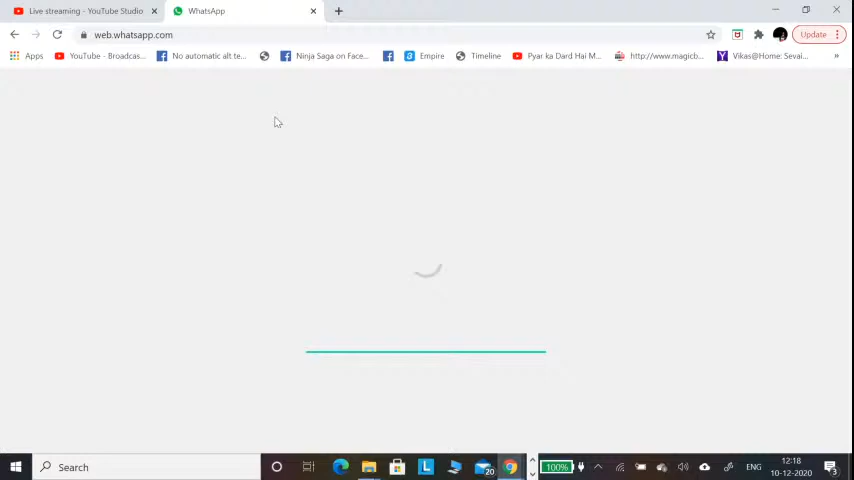 Live streaming - YouTube Studio
WhatsApp
web.whatsapp.com
Update
Apps
YouTube - Broadcas...
No automatic alt te...
Ninja Saga on Face...
Empire
Timeline
Pyar ka Dard Hai M...
http://www.magicb...
Vikas@Home: Sevai...
Search
20
100%
ENG
12:18
10-12-2020
3